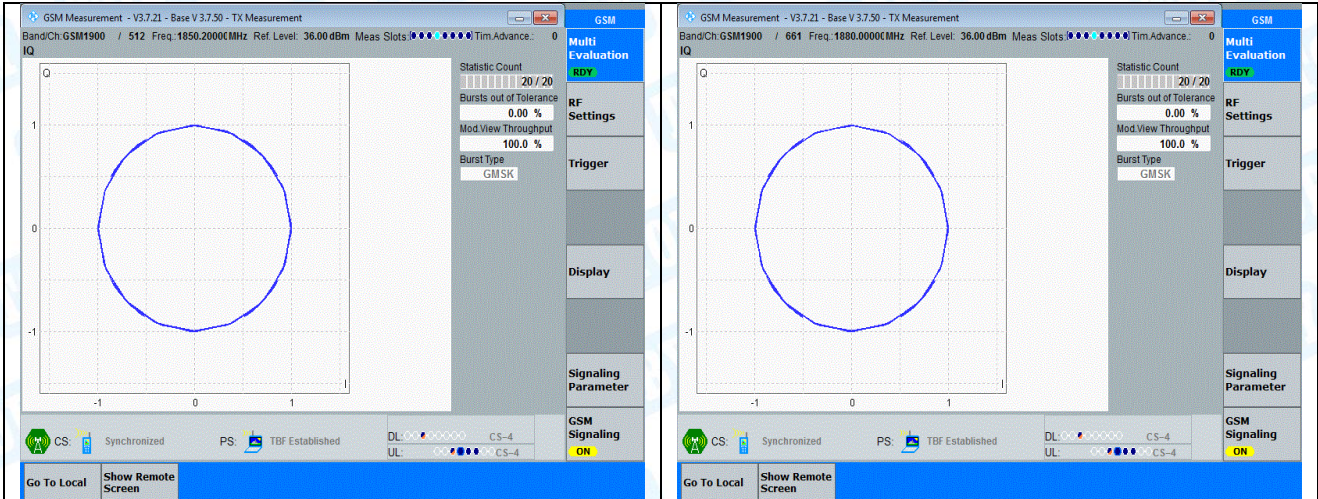 GSM Measurement - V3.7.21 - Base V 3.7.50 - TX Measurement
GSM
Band/Ch:GSM1900 / 512 Freq.:1850.20000MHz Ref. Level: 36.00 dBm Meas Slots: Tim.Advance.: 0
IQ
Multi
Evaluation
RDY
Q
Statistic Count
20 / 20
Bursts out of Tolerance
0.00 %
Mod.View Throughput
100.0 %
Burst Type
GMSK
RF
Settings
Trigger
Display
Signaling
Parameter
GSM
Signaling
ON
1
0
-1
I
-1 0 1
CS: Synchronized PS: TBF Established DL: CS-4
UL: CS-4
Go To Local
Show Remote
Screen
GSM Measurement - V3.7.21 - Base V 3.7.50 - TX Measurement
GSM
Band/Ch:GSM1900 / 661 Freq.:1880.00000MHz Ref. Level: 36.00 dBm Meas Slots: Tim.Advance.: 0
IQ
Multi
Evaluation
RDY
Q
Statistic Count
20 / 20
Bursts out of Tolerance
0.00 %
Mod.View Throughput
100.0 %
Burst Type
GMSK
RF
Settings
Trigger
Display
Signaling
Parameter
GSM
Signaling
ON
1
0
-1
I
-1 0 1
CS: Synchronized PS: TBF Established DL: CS-4
UL: CS-4
Go To Local
Show Remote
Screen